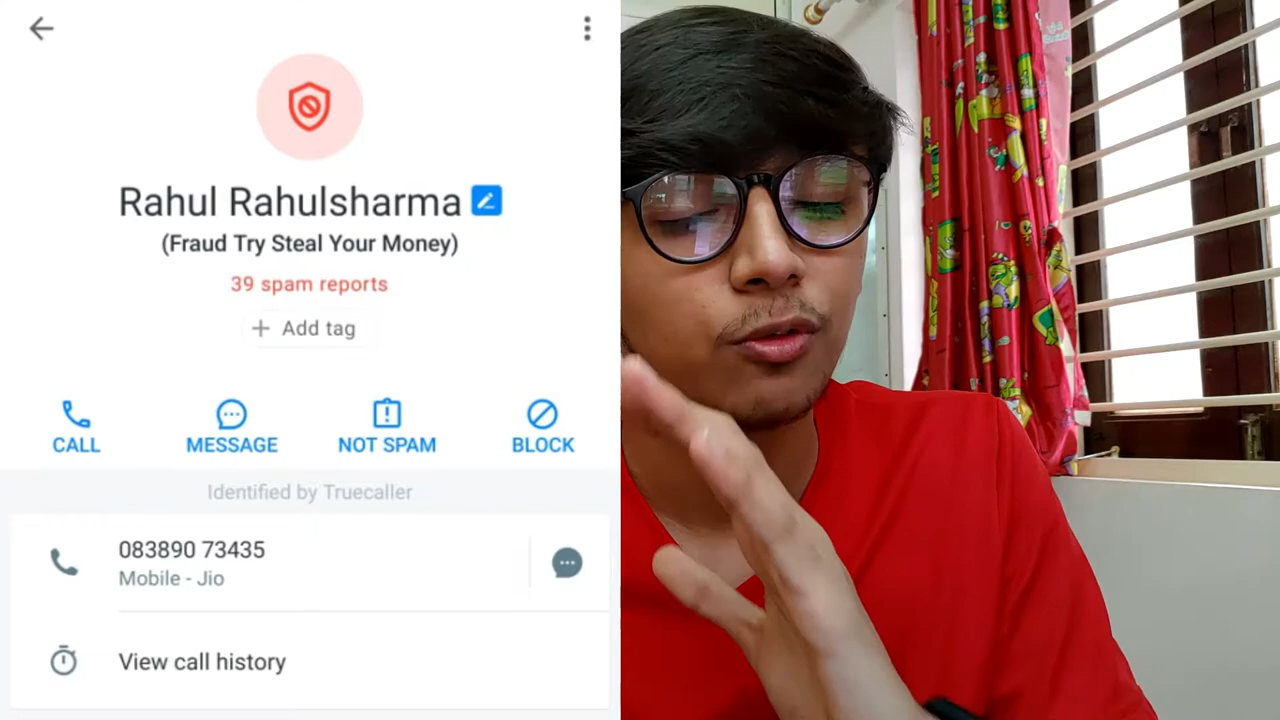 Rahul Rahulsharma
(Fraud Try Steal Your Money)
39 spam reports
+ Add tag
CALL
MESSAGE
NOT SPAM
BLOCK
Identified by Truecaller
083890 73435
Mobile - Jio
View call history